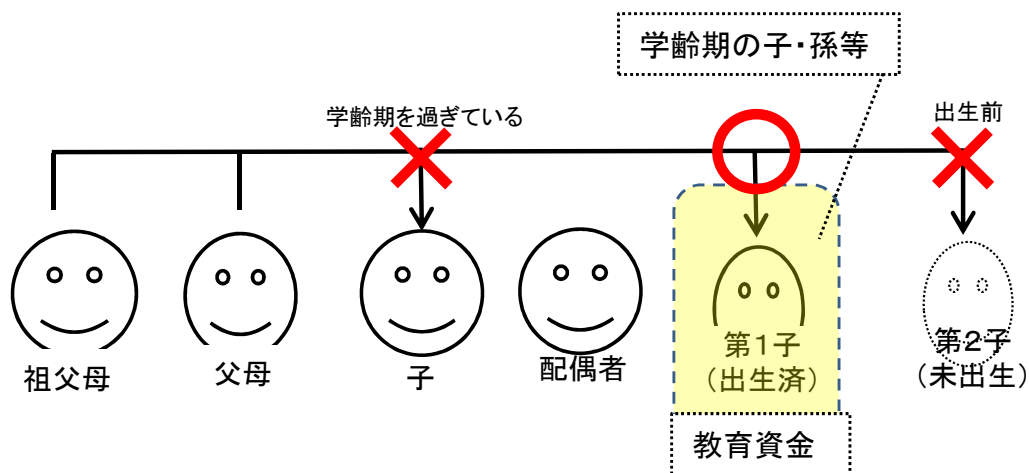 学齢期の子・孫等
学齢期を過ぎている
出生前
祖父母
父母
子
配偶者
第1子
（出生済）
第2子
（未出生）
教育資金